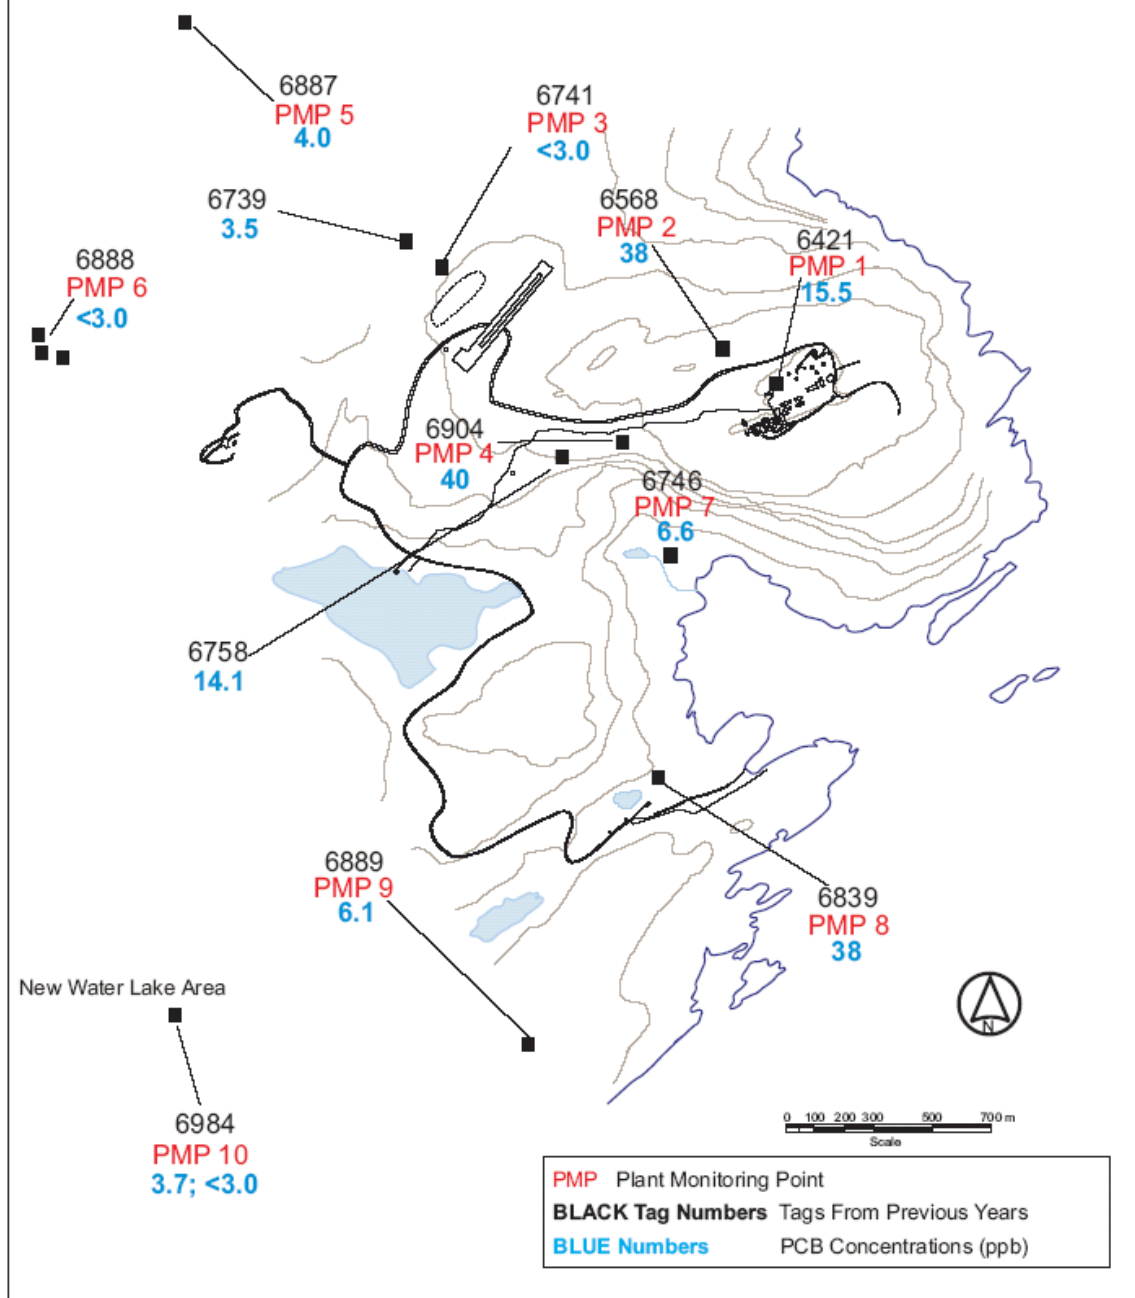 6887
PMP 5
4.0
6741
PMP 3
<3.0
6739
3.5
6568
PMP 2
38
6421
PMP 1
15.5
6888
PMP 6
<3.0
6904
PMP 4
40
6746
PMP 7
6.6
6758
14.1
6889
PMP 9
6.1
6839
PMP 8
38
New Water Lake Area
6984
PMP 10
3.7; <3.0
N
0 100 200 300 500 700 m
Scale
PMP Plant Monitoring Point
BLACK Tag Numbers Tags From Previous Years
BLUE Numbers PCB Concentrations (ppb)